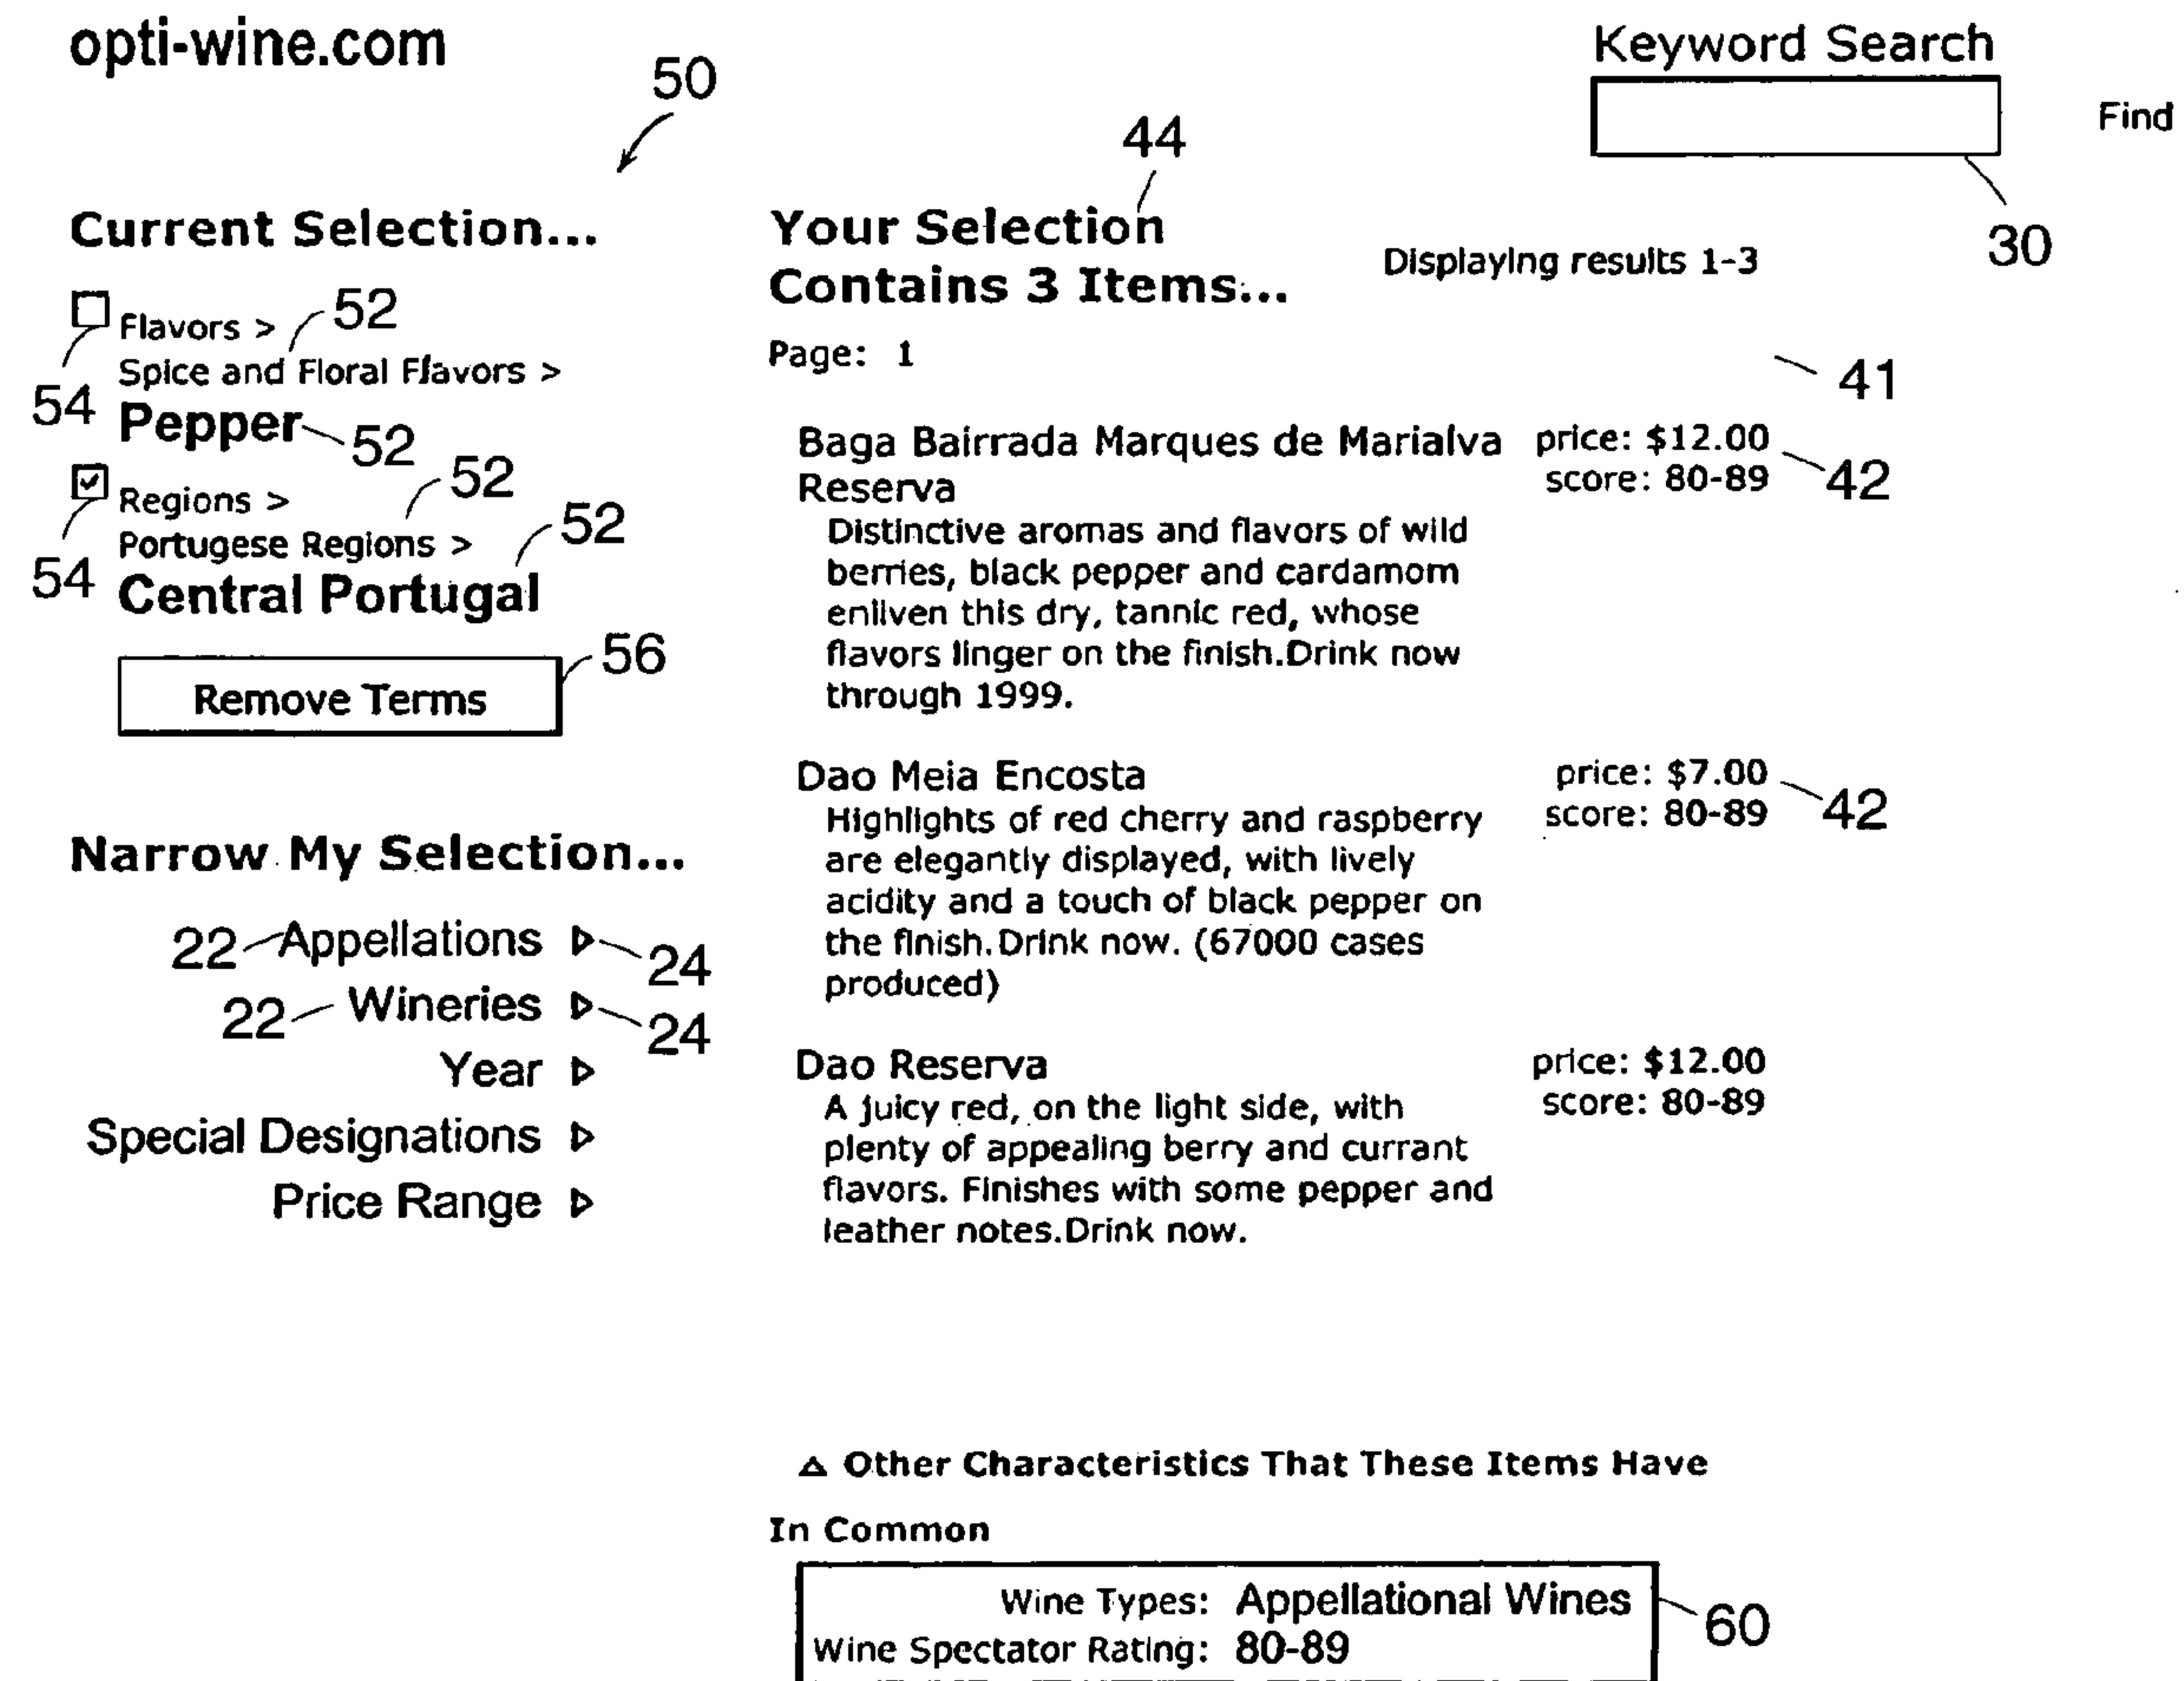 opti-wine.com
50
44
Keyword Search
Find
30
Current Selection...
Your Selection
Contains 3 Items...
Displaying results 1-3
Flavors >
52
Spice and Floral Flavors >
54
Pepper
52
Regions >
52
Portugese Regions >
52
54
Central Portugal
56
Remove Terms
Page: 1
41
Baga Bairrada Marques de Marialva
Reserva
price: $12.00
score: 80-89
42
Distinctive aromas and flavors of wild
berries, black pepper and cardamom
enliven this dry, tannic red, whose
flavors linger on the finish.Drink now
through 1999.
Dao Meia Encosta
price: $7.00
score: 80-89
42
Highlights of red cherry and raspberry
are elegantly displayed, with lively
acidity and a touch of black pepper on
the finish.Drink now. (67000 cases
produced)
Narrow My Selection...
22
Appellations
24
22
Wineries
24
Year
Special Designations
Price Range
Dao Reserva
price: $12.00
score: 80-89
A juicy red, on the light side, with
plenty of appealing berry and currant
flavors. Finishes with some pepper and
leather notes.Drink now.
Other Characteristics That These Items Have
In Common
Wine Types: Appellational Wines
Wine Spectator Rating: 80-89
60